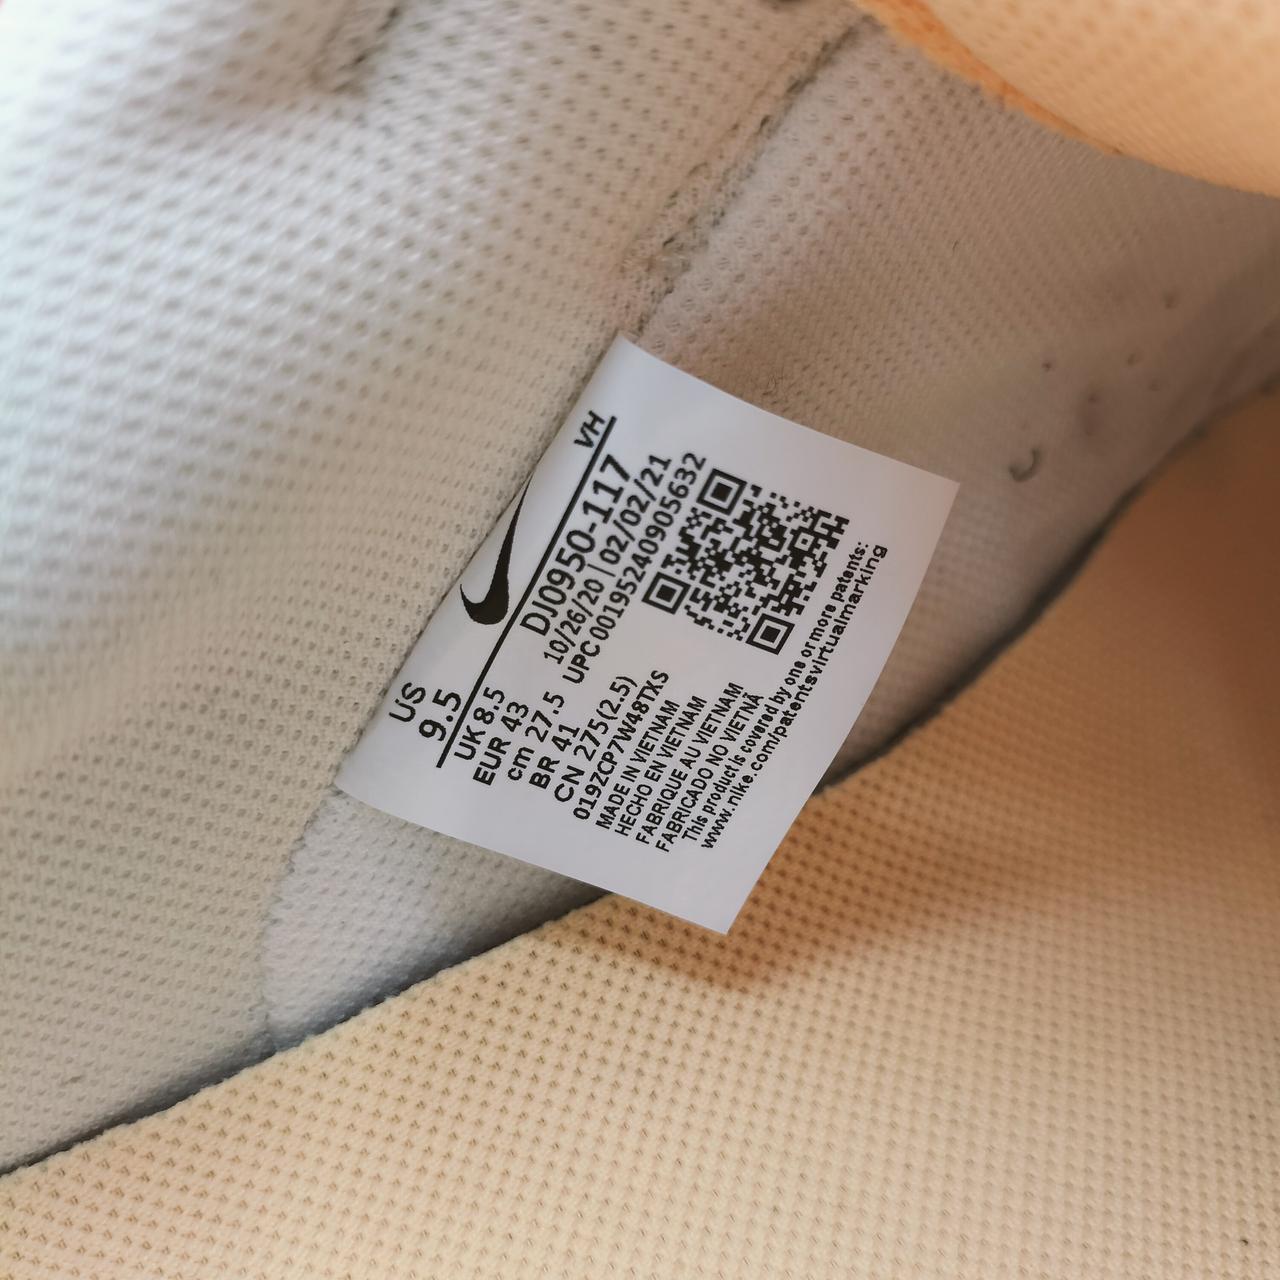 US
9.5
VH
UK 8.5
EUR 43
cm 27.5
BR 41
CN 275(2.5)
DJ0950-117
10/26/20 | 02/02/21
UPC 00195240905632
019ZCP7W48TXS
MADE IN VIETNAM
HECHO EN VIETNAM
FABRIQUE AU VIETNAM
FABRICADO NO VIETNÃ
This product is covered by one or more patents:
www.nike.com/patentsvirtualmarking